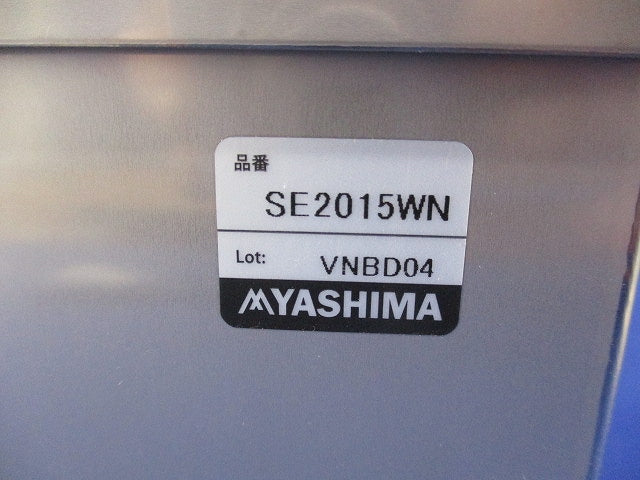 品番
SE2015WN
Lot: VNBD04
YASHIMA